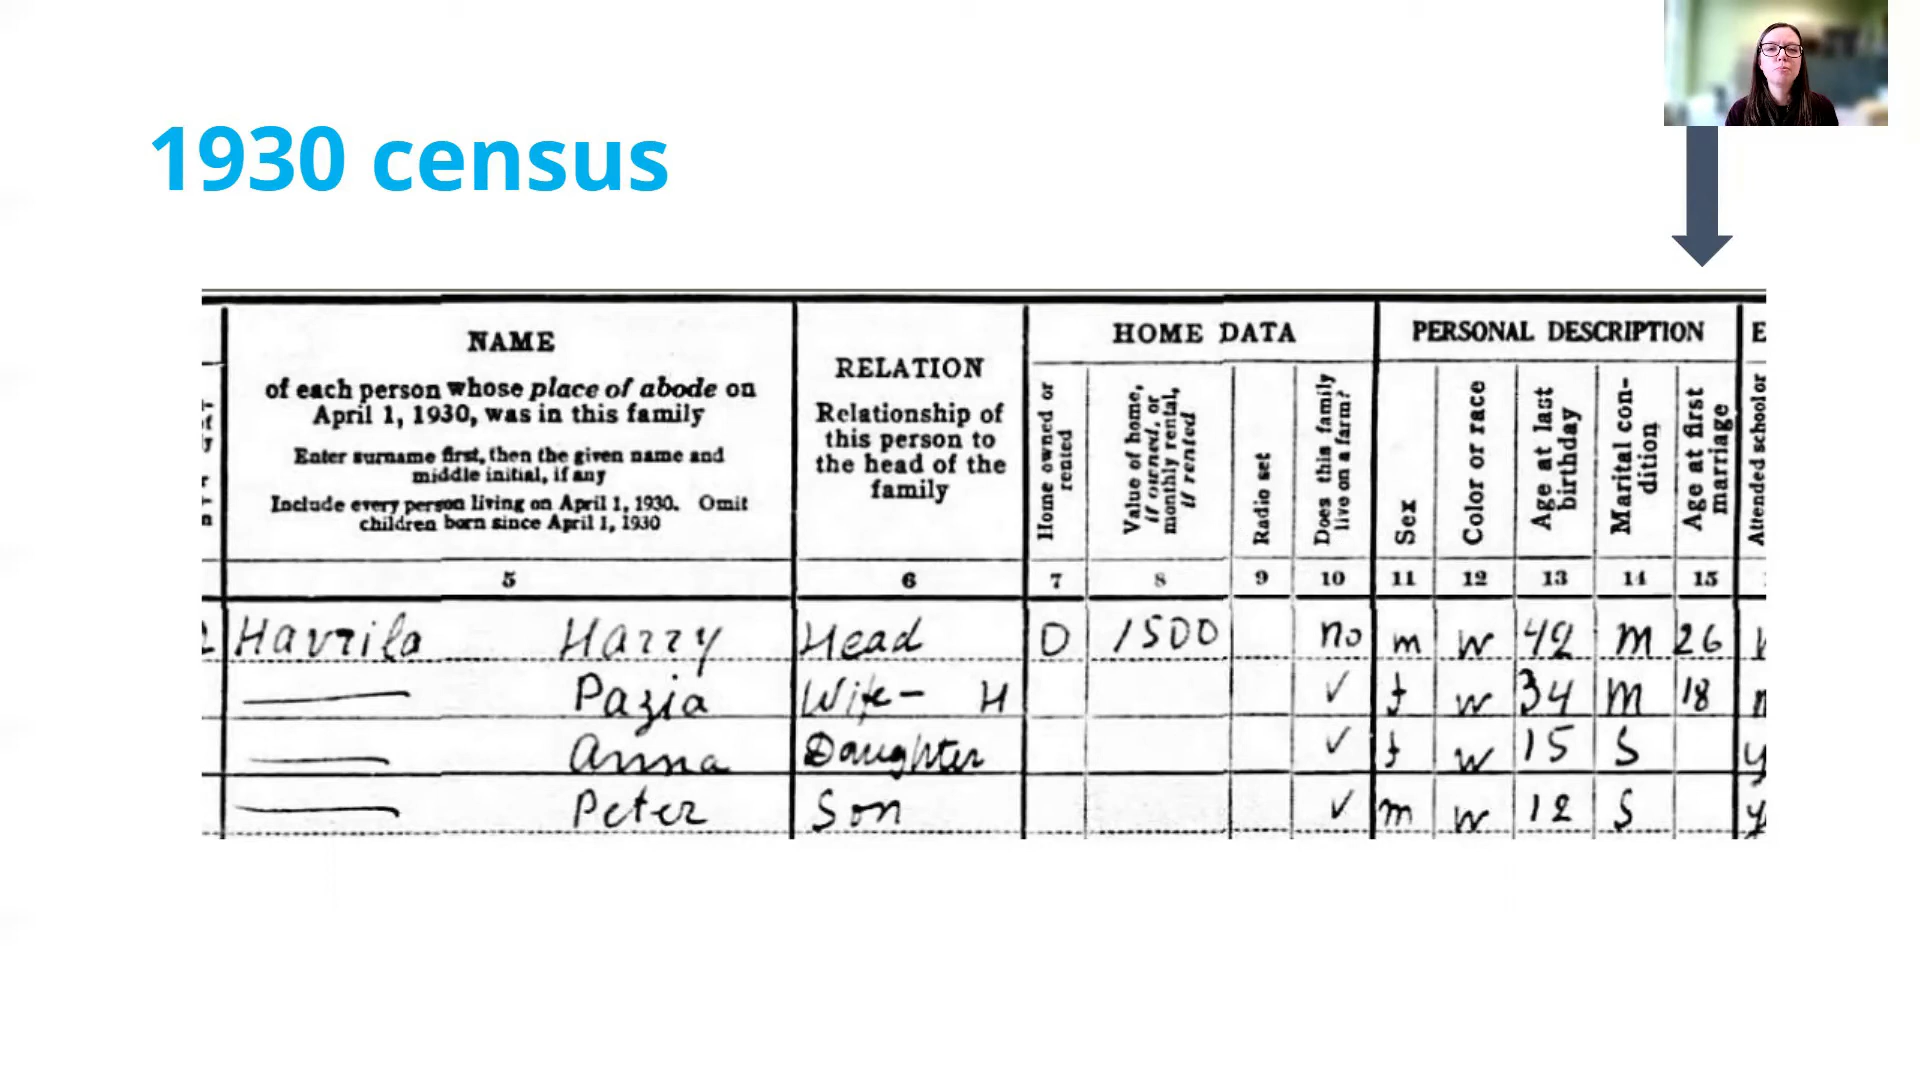 1930 census
NAME
of each person whose place of abode on
April 1, 1930, was in this family
Enter surname first, then the given name and
middle initial, if any
Include every person living on April 1, 1930. Omit
children born since April 1, 1930
RELATION
Relationship of
this person to
the head of the
family
HOME DATA
Home owned or
rented
Value of home,
if owned, or
monthly rental,
if rented
Radio set
Does this family
live on a farm?
PERSONAL DESCRIPTION
Sex
Color or race
Age at last
birthday
Marital con-
dition
Age at first
marriage
E
Attended school or
5 6 7 8 9 10 11 12 13 14 15
Havrila Harry Head O 1500 no m w 42 M 26
Pazia Wife - H ✓ f w 34 M 18
Anna Daughter ✓ f w 15 S
Peter Son ✓ m w 12 S